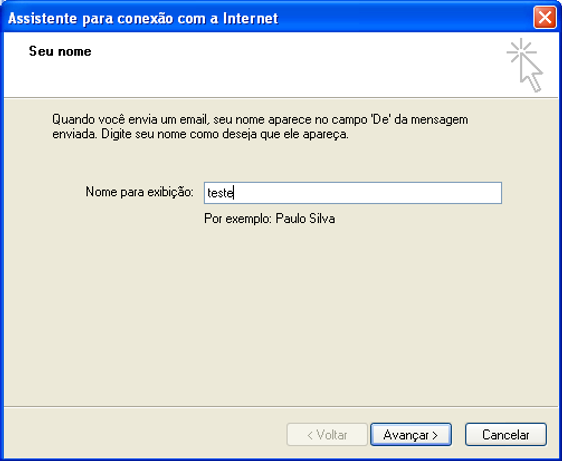 Assistente para conexão com a Internet
Seu nome
Quando você envia um email, seu nome aparece no campo 'De' da mensagem
enviada. Digite seu nome como deseja que ele apareça.
Nome para exibição: teste
Por exemplo: Paulo Silva
< Voltar Avançar > Cancelar